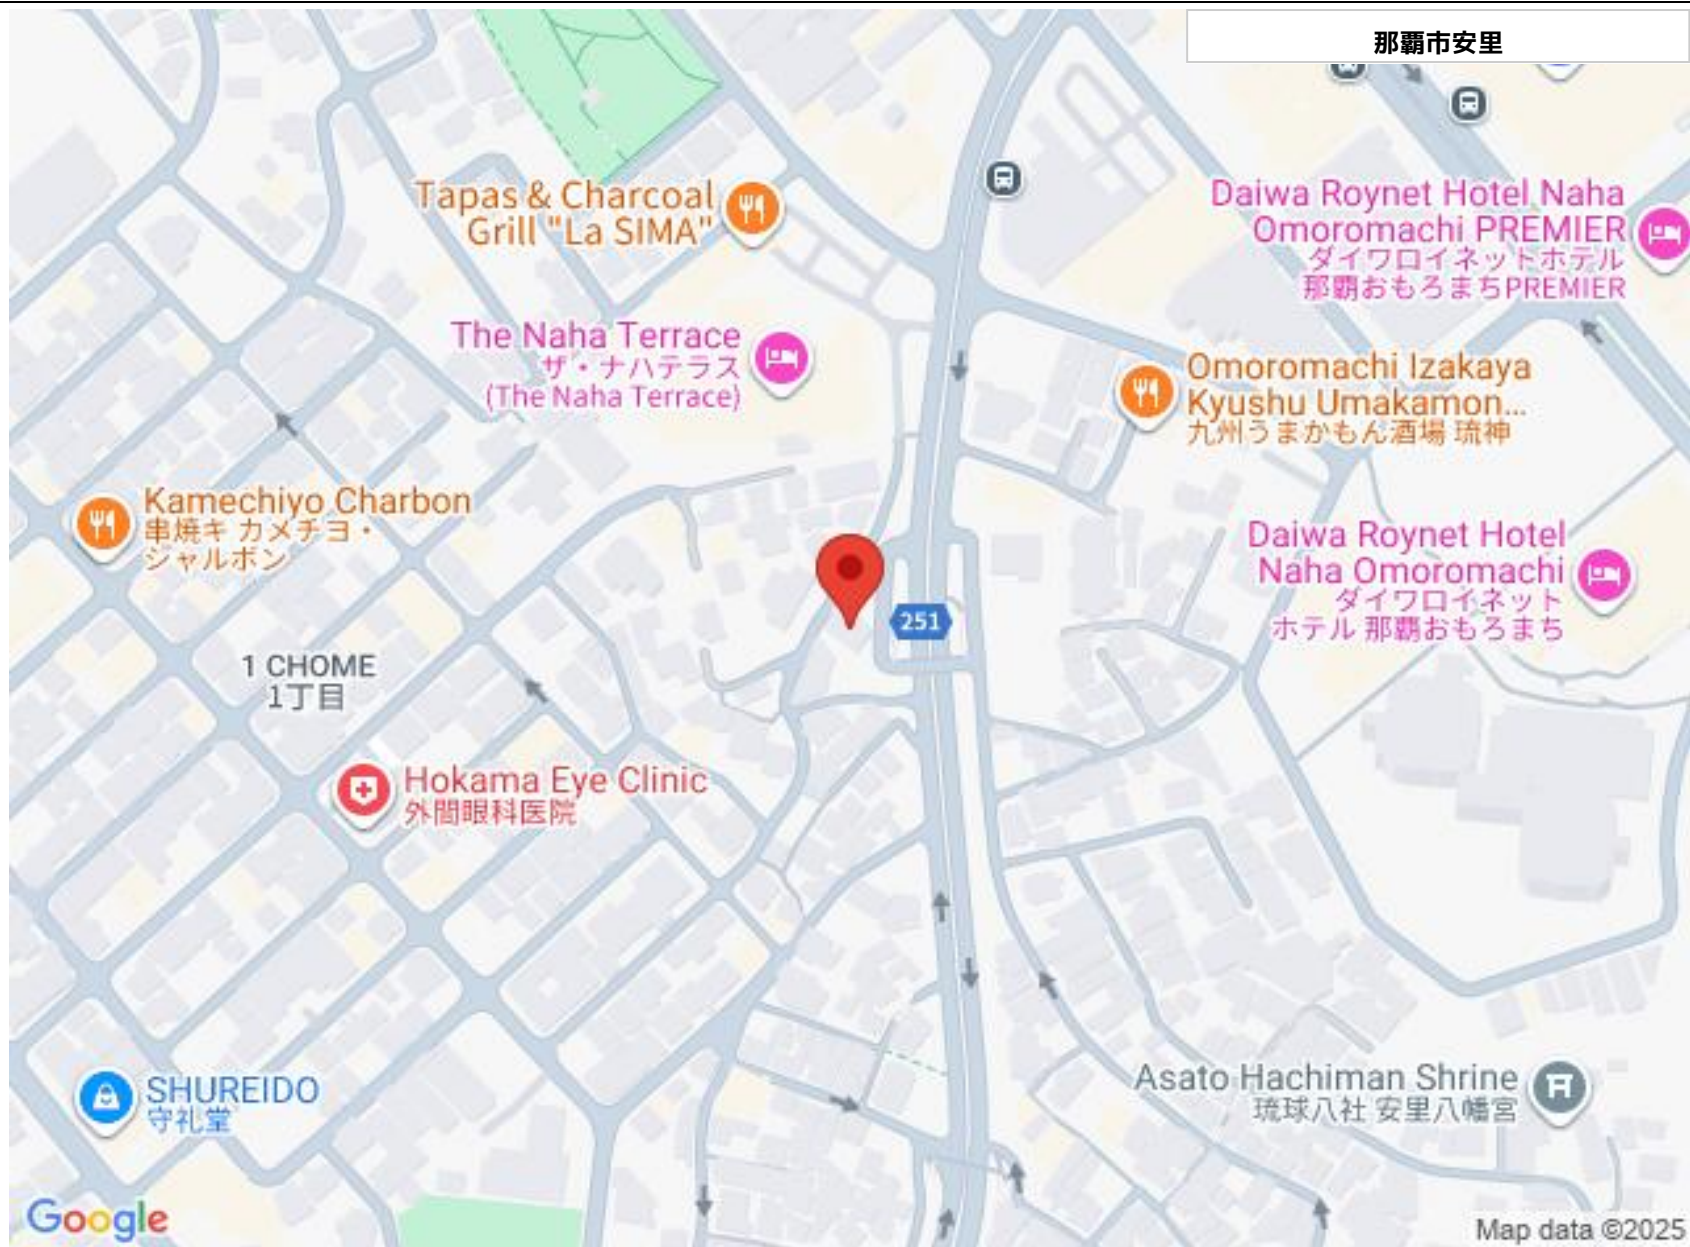 那覇市安里
Tapas & Charcoal
Grill "La SIMA"
Daiwa Roynet Hotel Naha
Omoromachi PREMIER
ダイワロイネットホテル
那覇おもろまちPREMIER
The Naha Terrace
ザ・ナハテラス
(The Naha Terrace)
Omoromachi Izakaya
Kyushu Umakamon...
九州うまかもん酒場 琉神
Kamechiyo Charbon
串焼キ カメチヨ・
シャルボン
Daiwa Roynet Hotel
Naha Omoromachi
ダイワロイネット
ホテル 那覇おもろまち
251
1 CHOME
1丁目
Hokama Eye Clinic
外間眼科医院
SHUREIDO
守礼堂
Asato Hachiman Shrine
琉球八社 安里八幡宮
Google
Map data ©2025